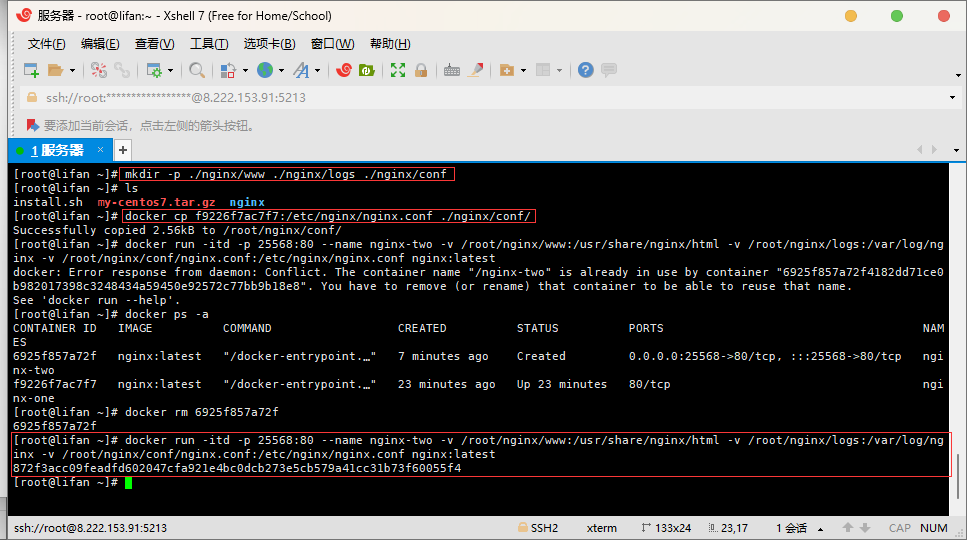 服务器 - root@lifan:~ - Xshell 7 (Free for Home/School)
文件(F) 编辑(E) 查看(V) 工具(T) 选项卡(B) 窗口(W) 帮助(H)
ssh://root:*****************@8.222.153.91:5213
要添加当前会话，点击左侧的箭头按钮。
1 服务器 × +
[root@lifan ~]# mkdir -p ./nginx/www ./nginx/logs ./nginx/conf
[root@lifan ~]# ls
install.sh  my-centos7.tar.gz  nginx
[root@lifan ~]# docker cp f9226f7ac7f7:/etc/nginx/nginx.conf ./nginx/conf/
Successfully copied 2.56kB to /root/nginx/conf/
[root@lifan ~]# docker run -itd -p 25568:80 --name nginx-two -v /root/nginx/www:/usr/share/nginx/html -v /root/nginx/logs:/var/log/ng
inx -v /root/nginx/conf/nginx.conf:/etc/nginx/nginx.conf nginx:latest
docker: Error response from daemon: Conflict. The container name "/nginx-two" is already in use by container "6925f857a72f4182dd71ce0
b982017398c3248434a59450e92572c77bb9b18e8". You have to remove (or rename) that container to be able to reuse that name.
See 'docker run --help'.
[root@lifan ~]# docker ps -a
CONTAINER ID   IMAGE          COMMAND                  CREATED          STATUS          PORTS                                     NAM
ES
6925f857a72f   nginx:latest   "/docker-entrypoint.…"   7 minutes ago    Created         0.0.0.0:25568->80/tcp, :::25568->80/tcp   ngi
nx-two
f9226f7ac7f7   nginx:latest   "/docker-entrypoint.…"   23 minutes ago   Up 23 minutes   80/tcp                                    ngi
nx-one
[root@lifan ~]# docker rm 6925f857a72f
6925f857a72f
[root@lifan ~]# docker run -itd -p 25568:80 --name nginx-two -v /root/nginx/www:/usr/share/nginx/html -v /root/nginx/logs:/var/log/ng
inx -v /root/nginx/conf/nginx.conf:/etc/nginx/nginx.conf nginx:latest
872f3acc09feadfd602047cfa921e4bc0dcb273e5cb579a41cc31b73f60055f4
[root@lifan ~]#
ssh://root@8.222.153.91:5213 SSH2 xterm 133x24 23,17 1 会话 CAP NUM